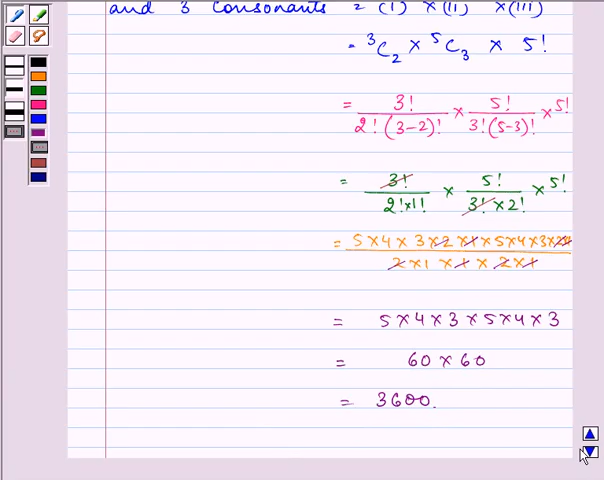 and 3 consonants = (I) × (II) × (III)
= ³C₂ × ⁵C₃ × 5!
= 3! / 2!(3-2)! × 5! / 3!(5-3)! × 5!
= 3! / 2!×1! × 5! / 3!×2! × 5!
= 5×4×3×2×1×5×4×3×2×1 / 2×1×1×2×1
= 5×4×3×5×4×3
= 60×60
= 3600.